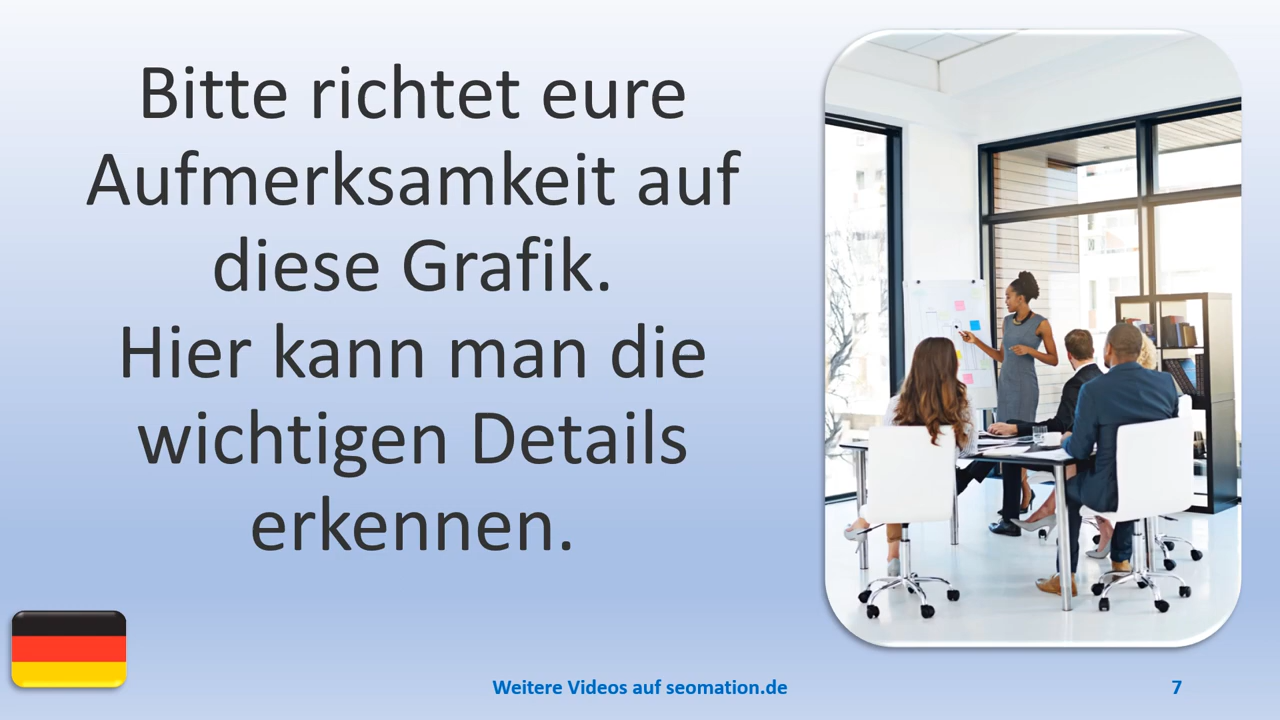 Bitte richtet eure
Aufmerksamkeit auf
diese Grafik.
Hier kann man die
wichtigen Details
erkennen.
Weitere Videos auf seomation.de
7